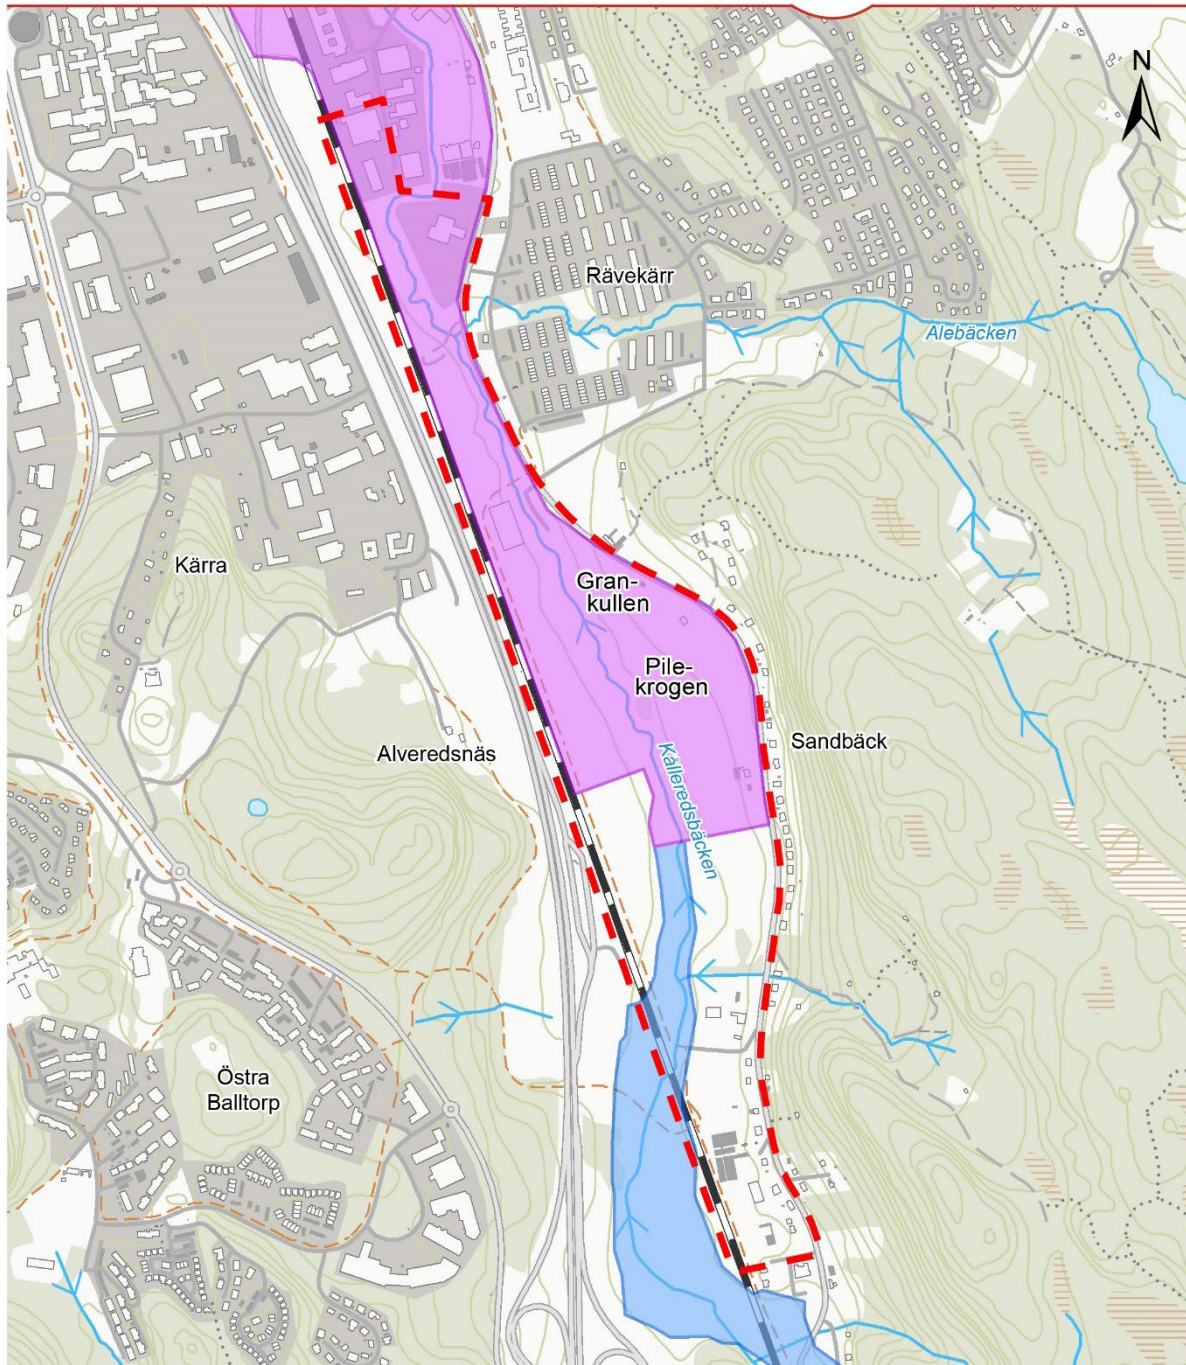 N
Rävekärr
Alebäcken
Kärra
Gran-
kullen
Pile-
krogen
Alveredsnäs
Sandbäck
Kålleredsbäcken
Östra
Balltorp